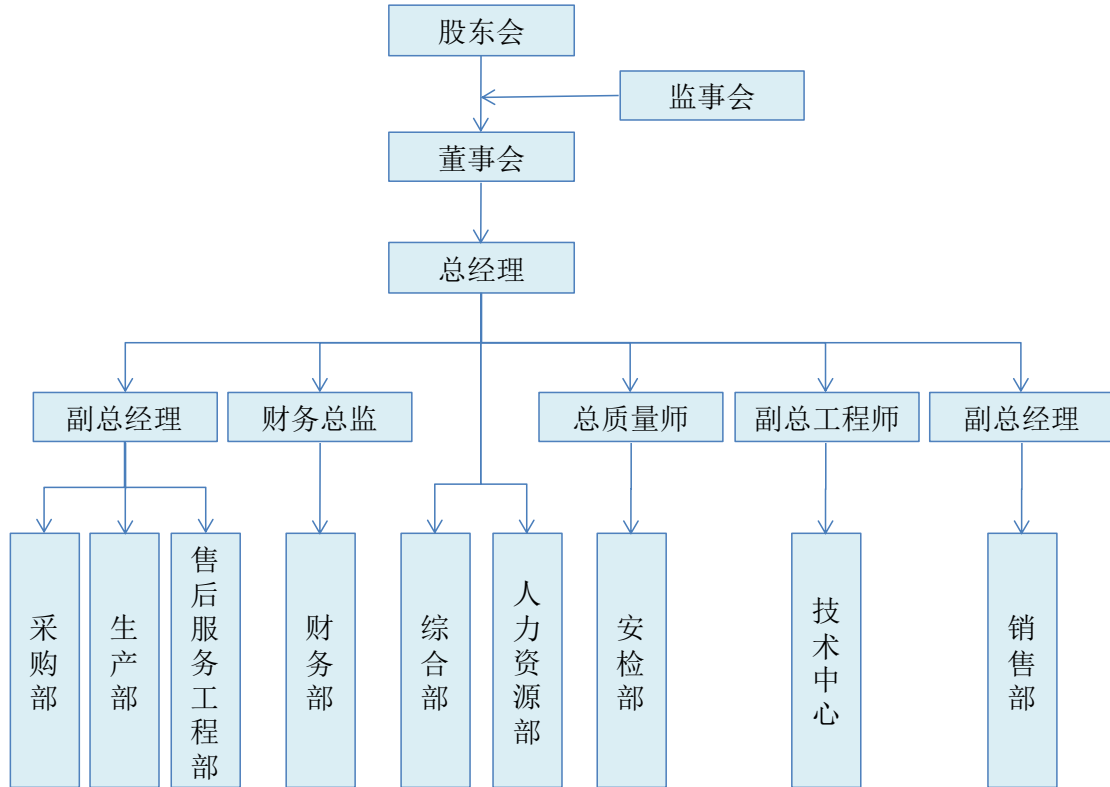 股东会
监事会
董事会
总经理
副总经理
财务总监
总质量师
副总工程师
副总经理
采购部
生产部
售后服务工程部
财务部
综合部
人力资源部
安检部
技术中心
销售部